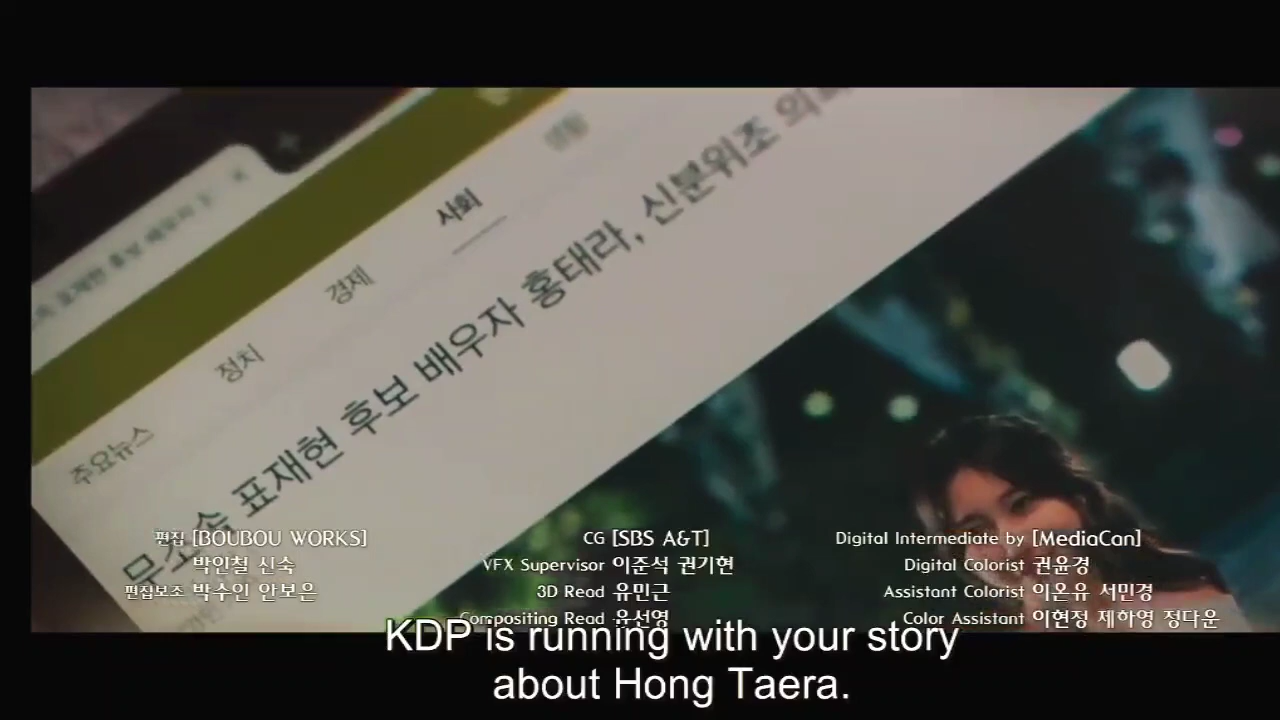 생활
사회
경제
정치
주요뉴스
무소속 표재현 후보 배우자 홍태라, 신분위조 의혹
편집 [BOUBOU WORKS]
박인철 신숙
편집보조 박수인 안보은
CG [SBS A&T]
VFX Supervisor 이준석 권기현
3D Read 유민근
Compositing Read 유선영
Digital Intermediate by [MediaCan]
Digital Colorist 권윤경
Assistant Colorist 이온유 서민경
Color Assistant 이현정 제하영 정다운
KDP is running with your story
about Hong Taera.